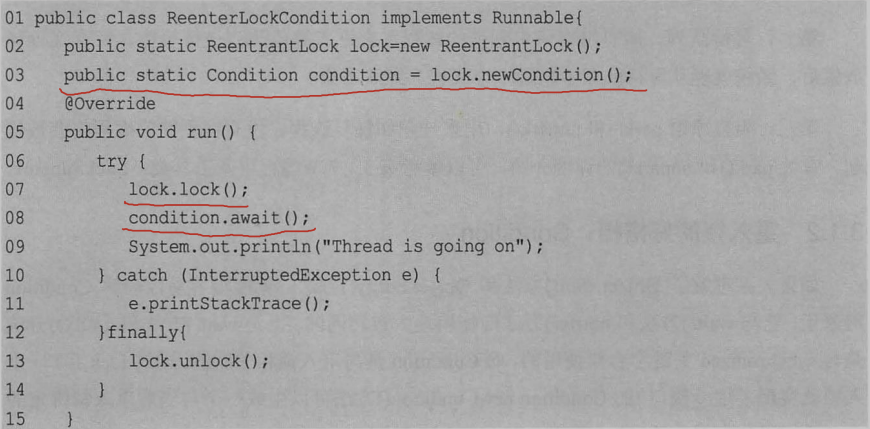 01 public class ReenterLockCondition implements Runnable{
02 public static ReentrantLock lock=new ReentrantLock();
03 public static Condition condition = lock.newCondition();
04 @Override
05 public void run() {
06 try {
07 lock.lock();
08 condition.await();
09 System.out.println("Thread is going on");
10 } catch (InterruptedException e) {
11 e.printStackTrace();
12 }finally{
13 lock.unlock();
14 }
15 }